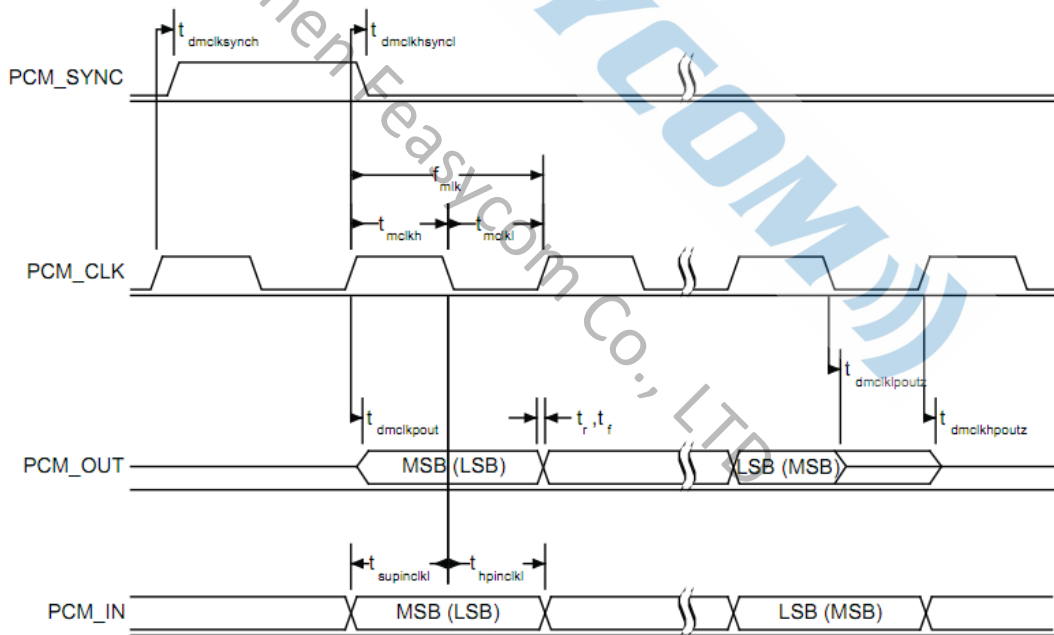 t dmclksynch
t dmclkhsyncl
PCM_SYNC
f mlk
t mclkh
t mclkl
PCM_CLK
t dmclklpoutz
t dmclkpout
t r ,t f
t dmclkhpoutz
PCM_OUT
MSB (LSB)
LSB (MSB)
t supinclkl
t hpinclkl
PCM_IN
MSB (LSB)
LSB (MSB)
Feasycom Co., LTD
YCOM